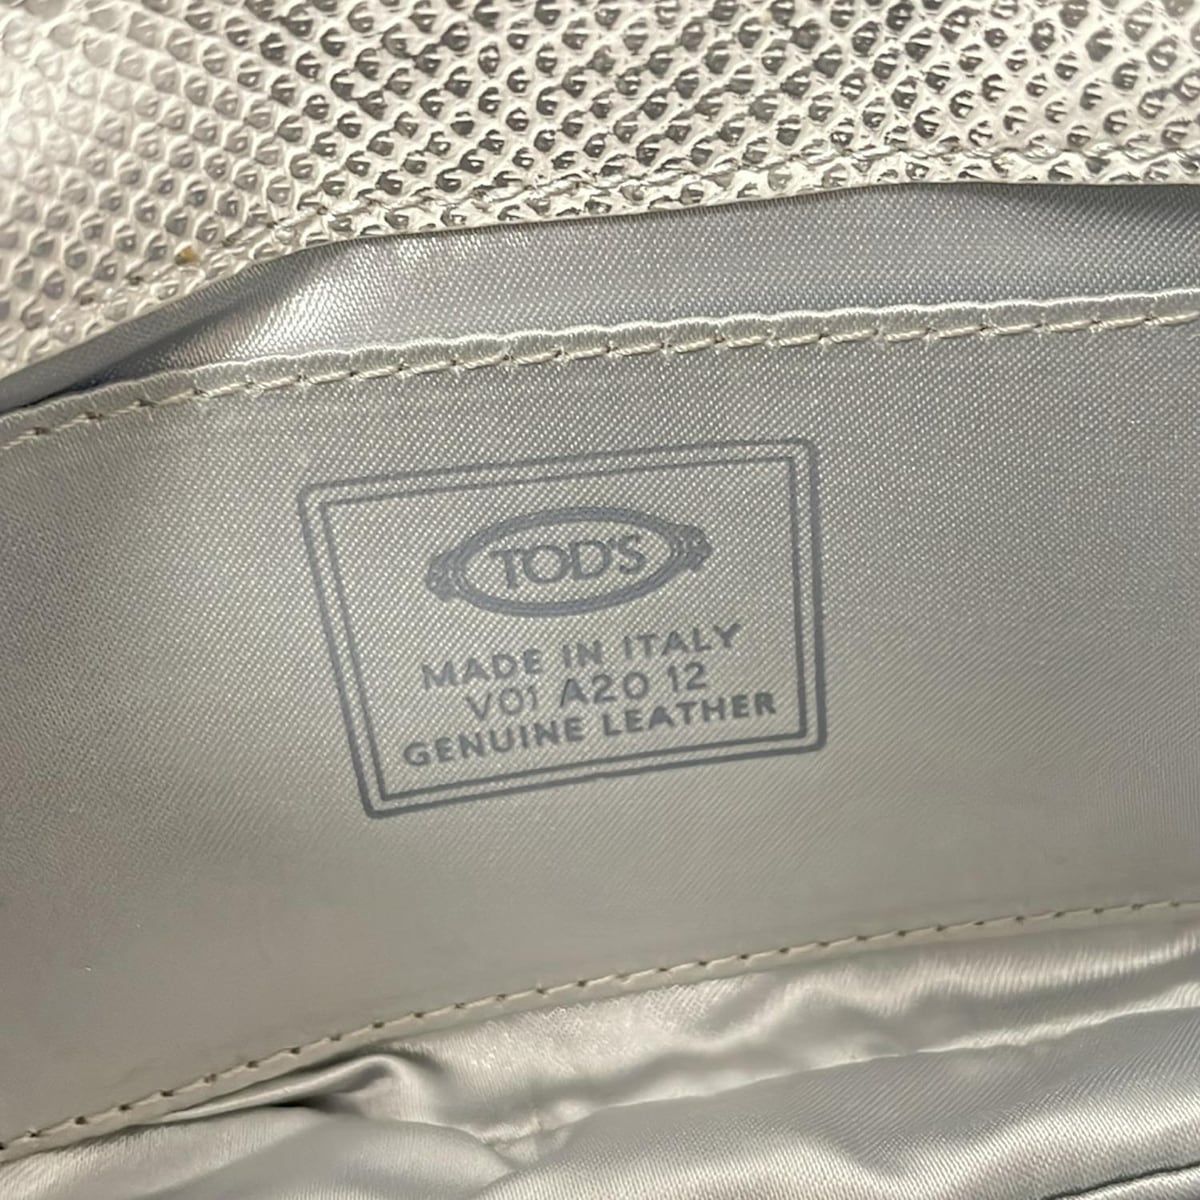 TOD'S
MADE IN ITALY
V01 A20 12
GENUINE LEATHER